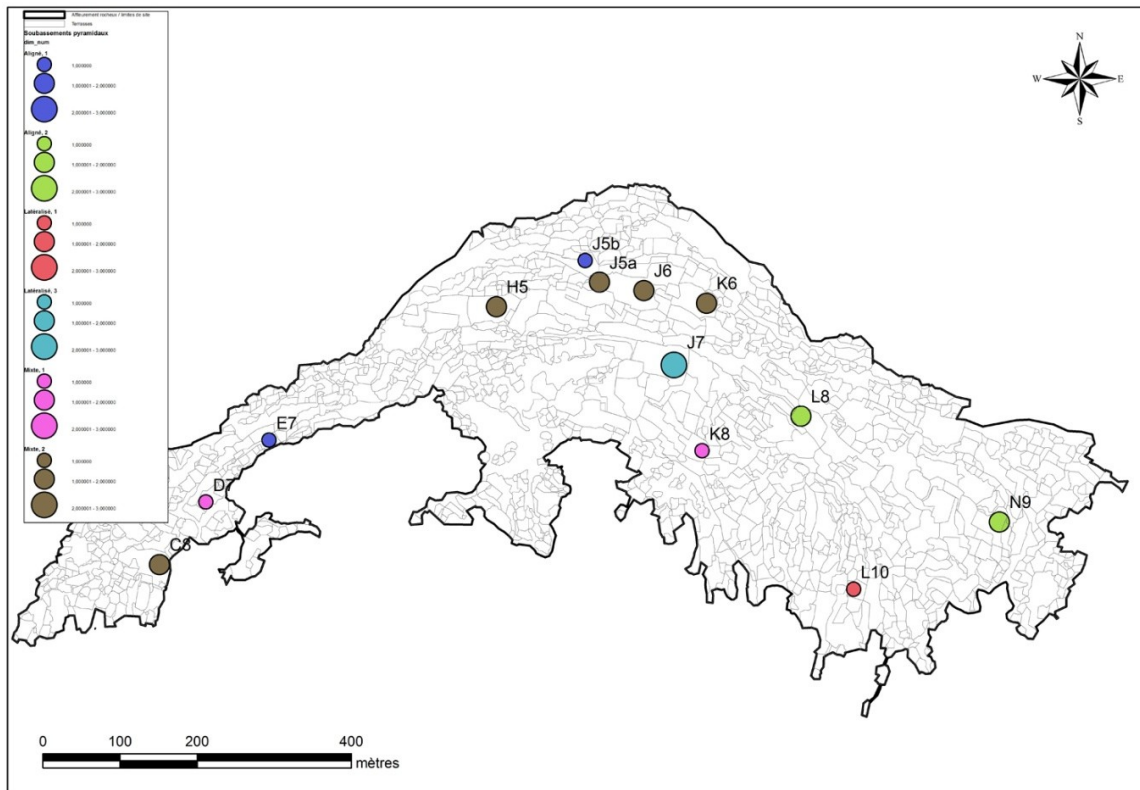 Affleurement rocheux / limites de site
Terrasses
Soubassements pyramidaux
dim_num
Aligné, 1
1,000000
1,000001 - 2,000000
2,000001 - 3,000000
Aligné, 2
1,000000
1,000001 - 2,000000
2,000001 - 3,000000
Latéralisé, 1
1,000000
1,000001 - 2,000000
2,000001 - 3,000000
Latéralisé, 3
1,000000
1,000001 - 2,000000
2,000001 - 3,000000
Mixte, 1
1,000000
1,000001 - 2,000000
2,000001 - 3,000000
Mixte, 2
1,000000
1,000001 - 2,000000
2,000001 - 3,000000
N
W E
S
J5b
J5a
J6
H5
K6
J7
L8
E7
K8
D7
N9
C8
L10
0 100 200 400
mètres